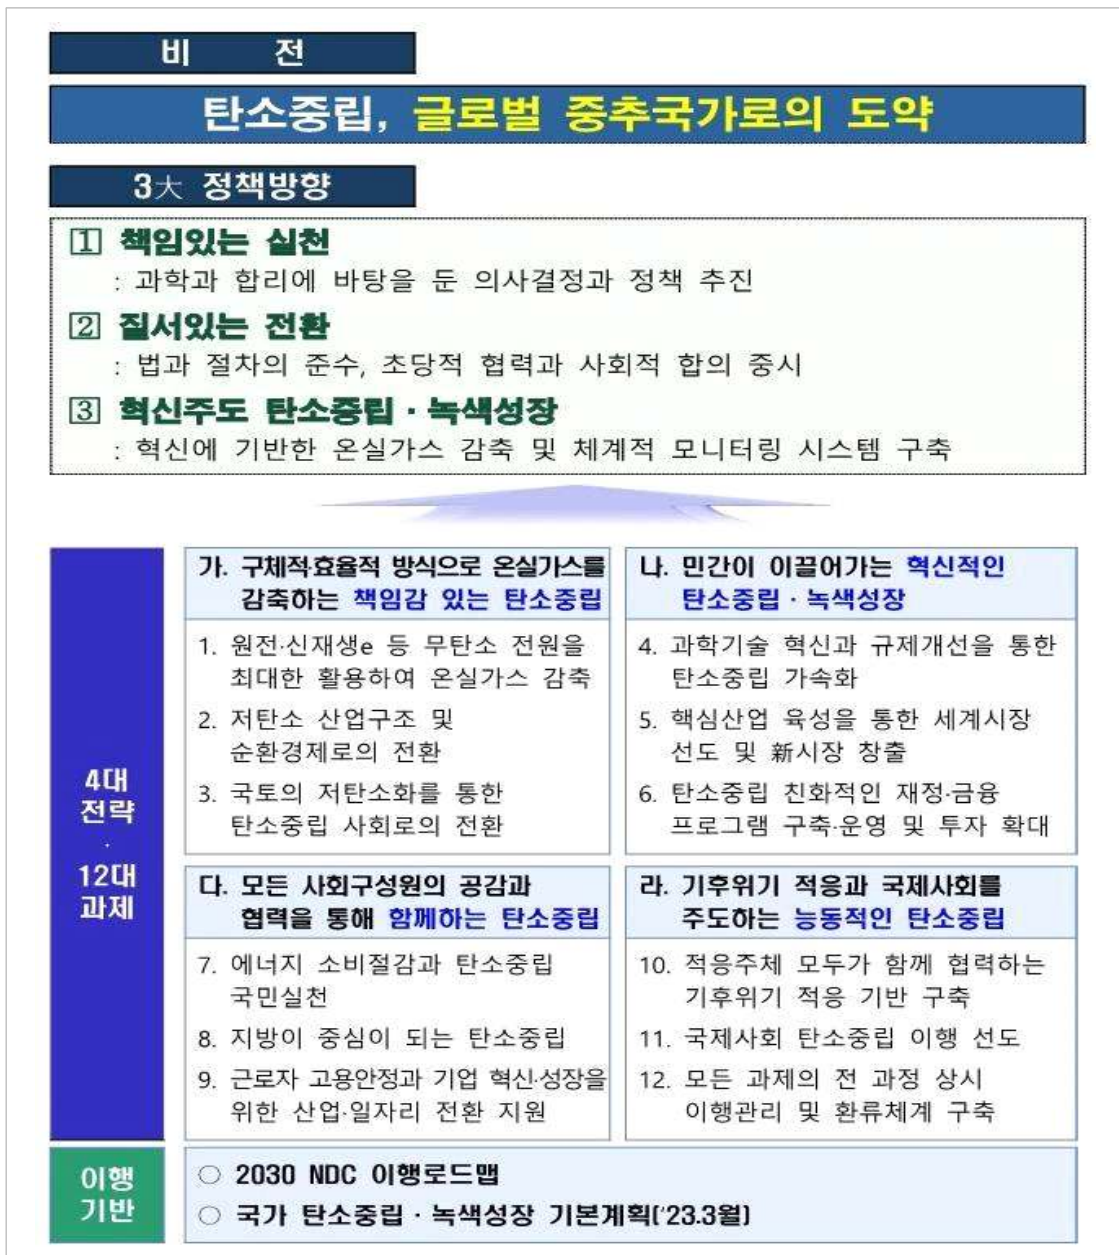 비 전
탄소중립, 글로벌 중추국가로의 도약
3大 정책방향
1 책임있는 실천
: 과학과 합리에 바탕을 둔 의사결정과 정책 추진
2 질서있는 전환
: 법과 절차의 준수, 초당적 협력과 사회적 합의 중시
3 혁신주도 탄소중립 · 녹색성장
: 혁신에 기반한 온실가스 감축 및 체계적 모니터링 시스템 구축
4대
전략
·
12대
과제
가. 구체적·효율적 방식으로 온실가스를
감축하는 책임감 있는 탄소중립
1. 원전·신재생e 등 무탄소 전원을
최대한 활용하여 온실가스 감축
2. 저탄소 산업구조 및
순환경제로의 전환
3. 국토의 저탄소화를 통한
탄소중립 사회로의 전환
나. 민간이 이끌어가는 혁신적인
탄소중립 · 녹색성장
4. 과학기술 혁신과 규제개선을 통한
탄소중립 가속화
5. 핵심산업 육성을 통한 세계시장
선도 및 新시장 창출
6. 탄소중립 친화적인 재정·금융
프로그램 구축·운영 및 투자 확대
다. 모든 사회구성원의 공감과
협력을 통해 함께하는 탄소중립
7. 에너지 소비절감과 탄소중립
국민실천
8. 지방이 중심이 되는 탄소중립
9. 근로자 고용안정과 기업 혁신·성장을
위한 산업·일자리 전환 지원
라. 기후위기 적응과 국제사회를
주도하는 능동적인 탄소중립
10. 적응주체 모두가 함께 협력하는
기후위기 적응 기반 구축
11. 국제사회 탄소중립 이행 선도
12. 모든 과제의 전 과정 상시
이행관리 및 환류체계 구축
이행
기반
○ 2030 NDC 이행로드맵
○ 국가 탄소중립 · 녹색성장 기본계획('23.3월)